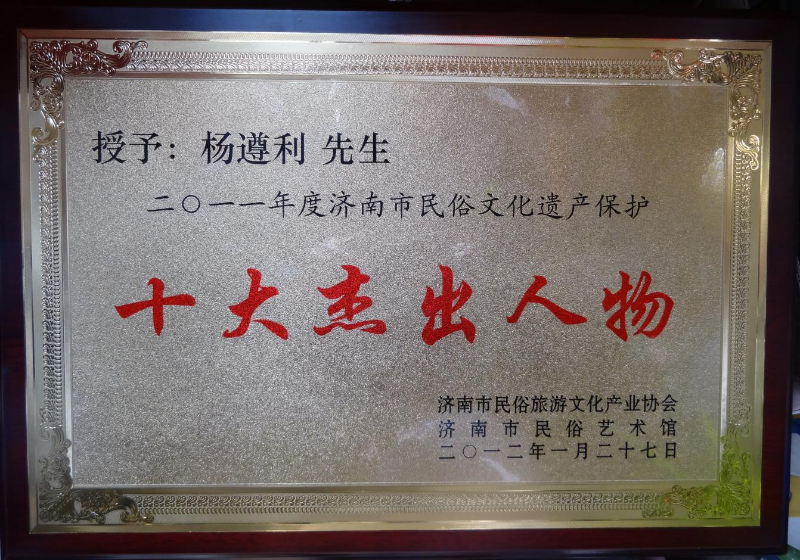 授予：杨遵利 先生
二〇一一年度济南市民俗文化遗产保护
十大杰出人物
济南市民俗旅游文化产业协会
济南市民俗艺术馆
二〇一二年一月二十七日